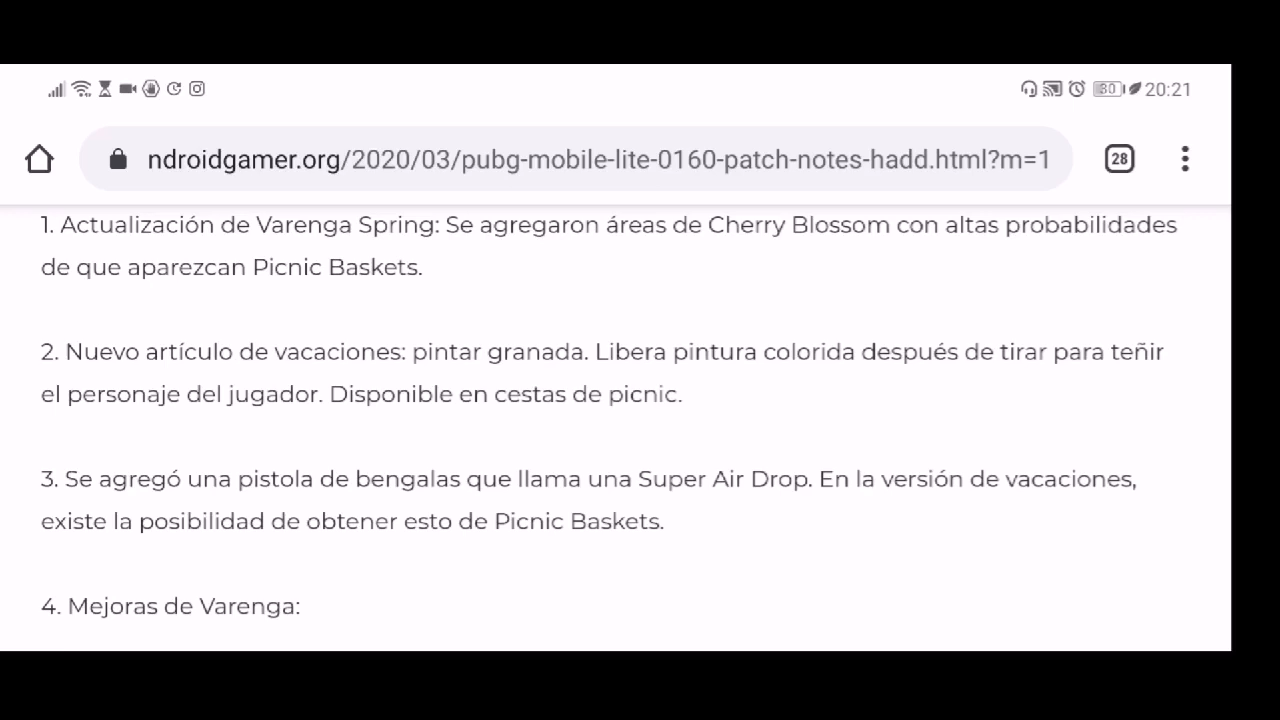 80 20:21
ndroidgamer.org/2020/03/pubg-mobile-lite-0160-patch-notes-hadd.html?m=1 28
1. Actualización de Varenga Spring: Se agregaron áreas de Cherry Blossom con altas probabilidades
de que aparezcan Picnic Baskets.
2. Nuevo artículo de vacaciones: pintar granada. Libera pintura colorida después de tirar para teñir
el personaje del jugador. Disponible en cestas de picnic.
3. Se agregó una pistola de bengalas que llama una Super Air Drop. En la versión de vacaciones,
existe la posibilidad de obtener esto de Picnic Baskets.
4. Mejoras de Varenga: